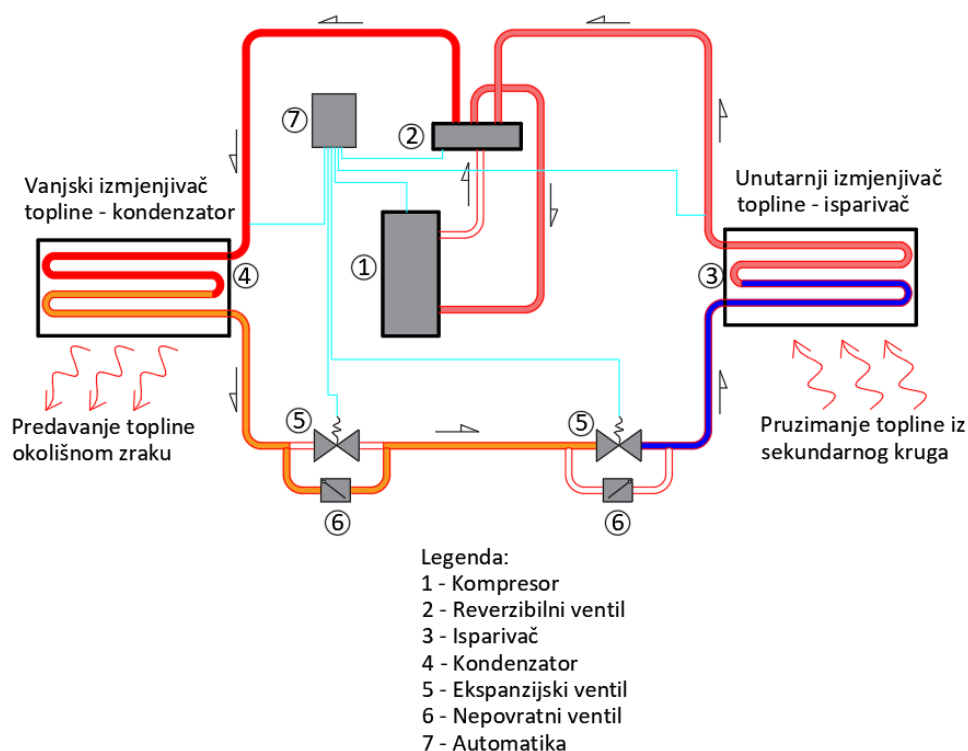 ⑦
②
Vanjski izmjenjivač
topline - kondenzator
Unutarnji izmjenjivač
topline - isparivač
④
①
③
Predavanje topline
okolišnom zraku
⑤
⑤
Pruzimanje topline iz
sekundarnog kruga
⑥
⑥
Legenda:
1 - Kompresor
2 - Reverzibilni ventil
3 - Isparivač
4 - Kondenzator
5 - Ekspanzijski ventil
6 - Nepovratni ventil
7 - Automatika